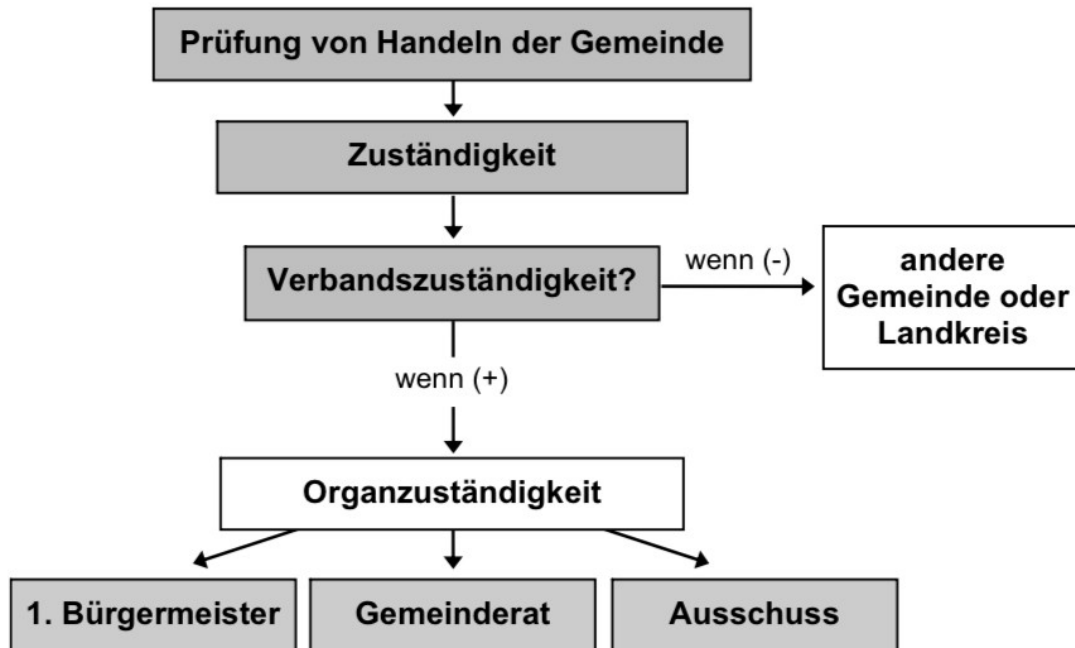 Prüfung von Handeln der Gemeinde
Zuständigkeit
Verbandszuständigkeit?
wenn (-)
andere
Gemeinde oder
Landkreis
wenn (+)
Organzuständigkeit
1. Bürgermeister
Gemeinderat
Ausschuss